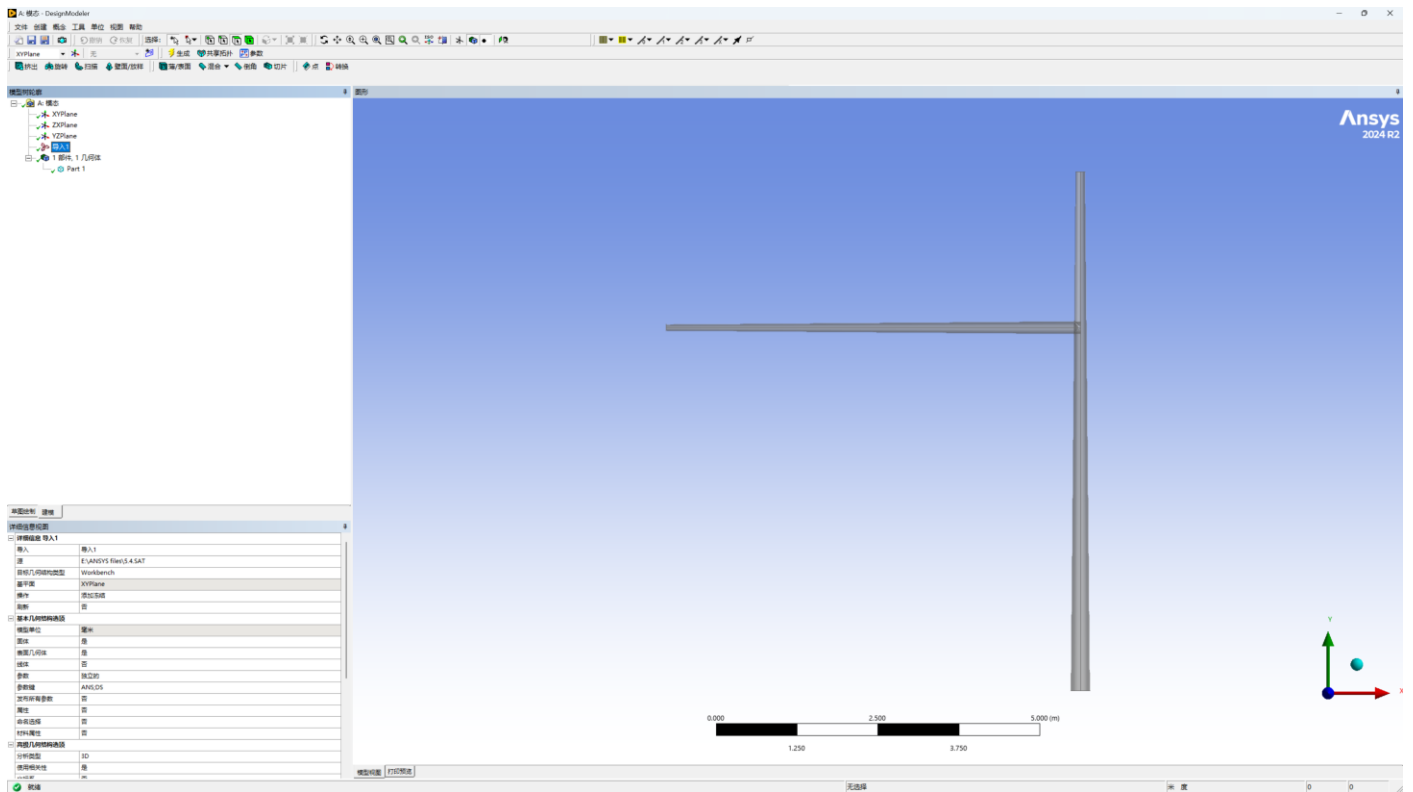 A: 模态 - DesignModeler
文件 创建 概念 工具 单位 视图 帮助
撤销 恢复 选择:
XYPlane 无 生成 共享拓扑 参数
挤出 旋转 扫掠 蒙面/放样 薄/表面 混合 倒角 切片 点 转换
模型树轮廓
A: 模态
XYPlane
ZXPlane
YZPlane
导入1
1 部件, 1 几何体
Part 1
草图绘制 建模
详细信息视图
详细信息 导入1
导入 导入1
源 E:\ANSYS files\5.4.SAT
目标几何结构类型 Workbench
基平面 XYPlane
操作 添加冻结
刷新 否
基本几何结构选项
模型单位 毫米
固体 是
表面几何体 是
线体 否
参数 独立的
参数键 ANS;DS
发布所有参数 否
属性 否
命名选择 否
材料属性 否
高级几何结构选项
分析类型 3D
使用相关性 是
图形
Ansys
2024 R2
Y
X
0.000 2.500 5.000 (m)
1.250 3.750
模型视图 打印预览
就绪 无选择 米 度 0 0